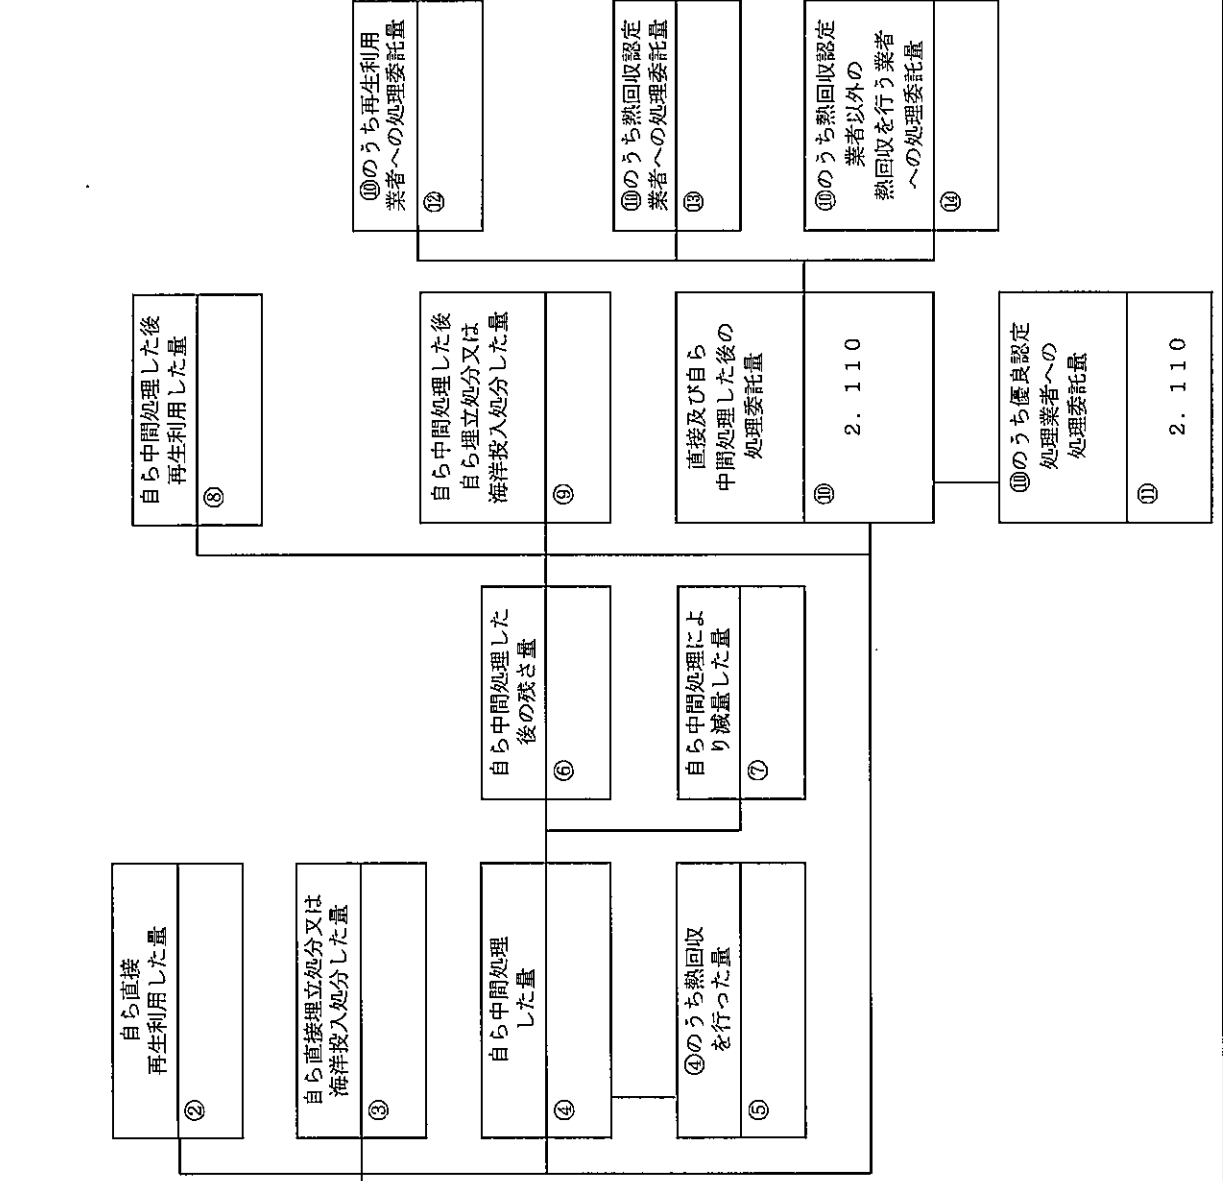 自ら直接
再生利用した量
②
自ら直接埋立処分又は
海洋投入処分した量
③
自ら中間処理
した量
④
④のうち熱回収
を行った量
⑤
自ら中間処理した
後の残さ量
⑥
自ら中間処理によ
り減量した量
⑦
自ら中間処理した後
再生利用した量
⑧
自ら中間処理した後
自ら埋立処分又は
海洋投入処分した量
⑨
直接及び自ら
中間処理した後の
処理委託量
⑩
2.110
⑩のうち優良認定
処理業者への
処理委託量
⑪
2.110
⑩のうち再生利用
業者への処理委託量
⑫
⑩のうち熱回収認定
業者への処理委託量
⑬
⑩のうち熱回収認定
業者以外の
熱回収を行う業者
への処理委託量
⑭